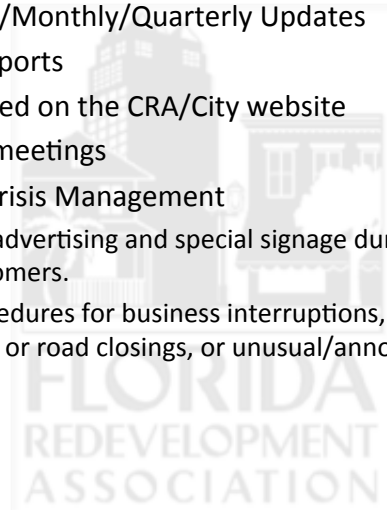 /Monthly/Quarterly Updates
ports
ed on the CRA/City website
meetings
risis Management
advertising and special signage dur
omers.
edures for business interruptions,
or road closings, or unusual/anno
FLORIDA
REDEVELOPMENT
ASSOCIATION